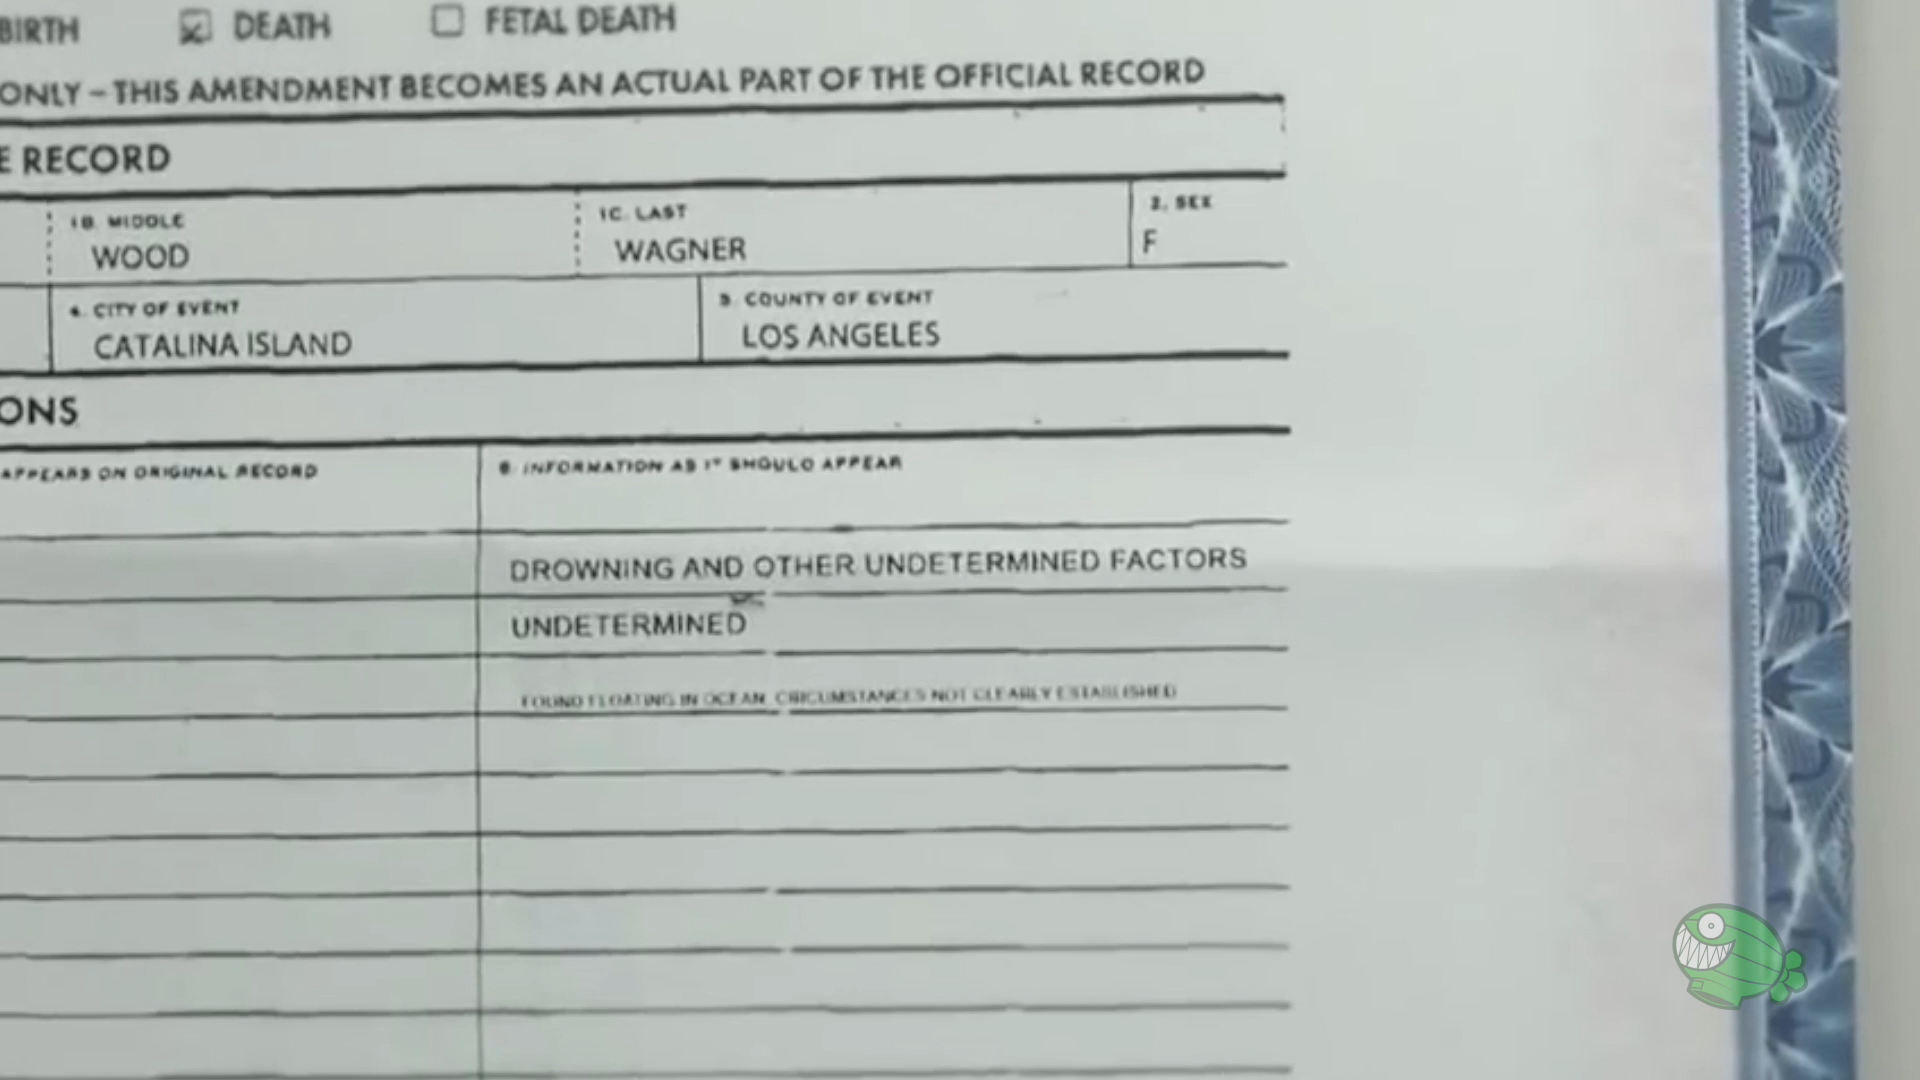 BIRTH DEATH FETAL DEATH
ONLY – THIS AMENDMENT BECOMES AN ACTUAL PART OF THE OFFICIAL RECORD
E RECORD
1B. MIDDLE 1C. LAST 2. SEX
WOOD WAGNER F
4. CITY OF EVENT 5. COUNTY OF EVENT
CATALINA ISLAND LOS ANGELES
ONS
APPEARS ON ORIGINAL RECORD 8. INFORMATION AS IT SHOULD APPEAR
DROWNING AND OTHER UNDETERMINED FACTORS
UNDETERMINED
FOUND FLOATING IN OCEAN. CIRCUMSTANCES NOT CLEARLY ESTABLISHED